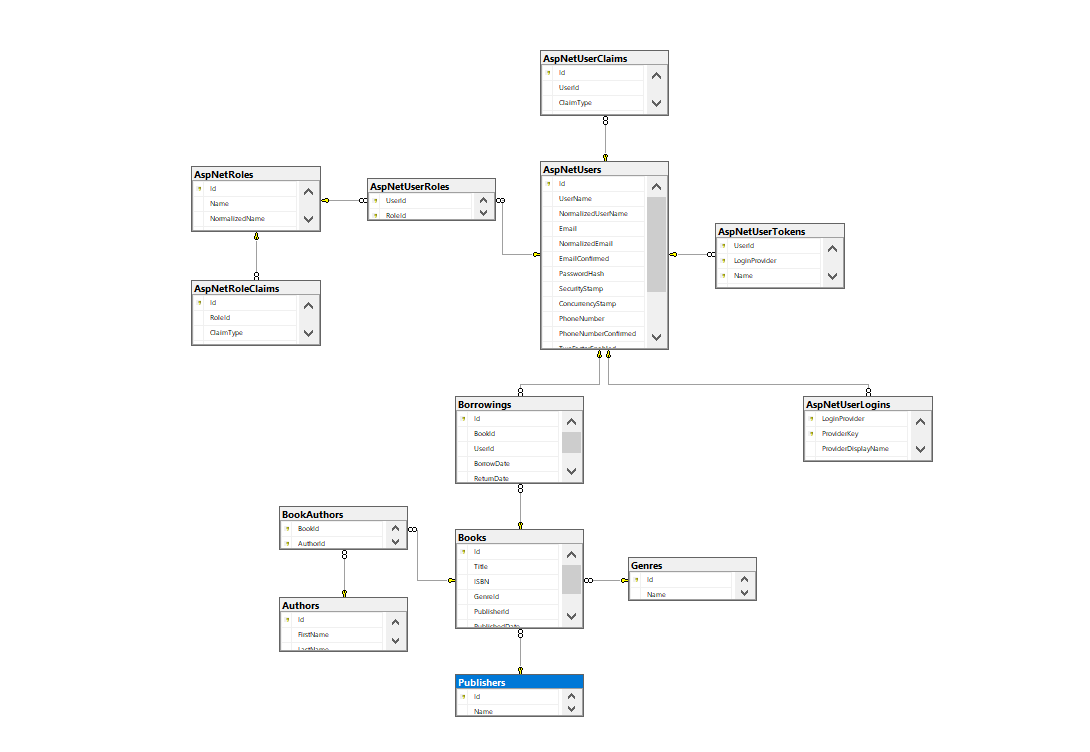 AspNetUserClaims
Id
UserId
ClaimType
AspNetUsers
Id
UserName
NormalizedUserName
Email
NormalizedEmail
EmailConfirmed
PasswordHash
SecurityStamp
ConcurrencyStamp
PhoneNumber
PhoneNumberConfirmed
TwoFactorEnabled
AspNetRoles
Id
Name
NormalizedName
AspNetUserRoles
UserId
RoleId
AspNetUserTokens
UserId
LoginProvider
Name
AspNetRoleClaims
Id
RoleId
ClaimType
Borrowings
Id
BookId
UserId
BorrowDate
ReturnDate
AspNetUserLogins
LoginProvider
ProviderKey
ProviderDisplayName
BookAuthors
BookId
AuthorId
Books
Id
Title
ISBN
GenreId
PublisherId
PublishedDate
Genres
Id
Name
Authors
Id
FirstName
LastName
Publishers
Id
Name